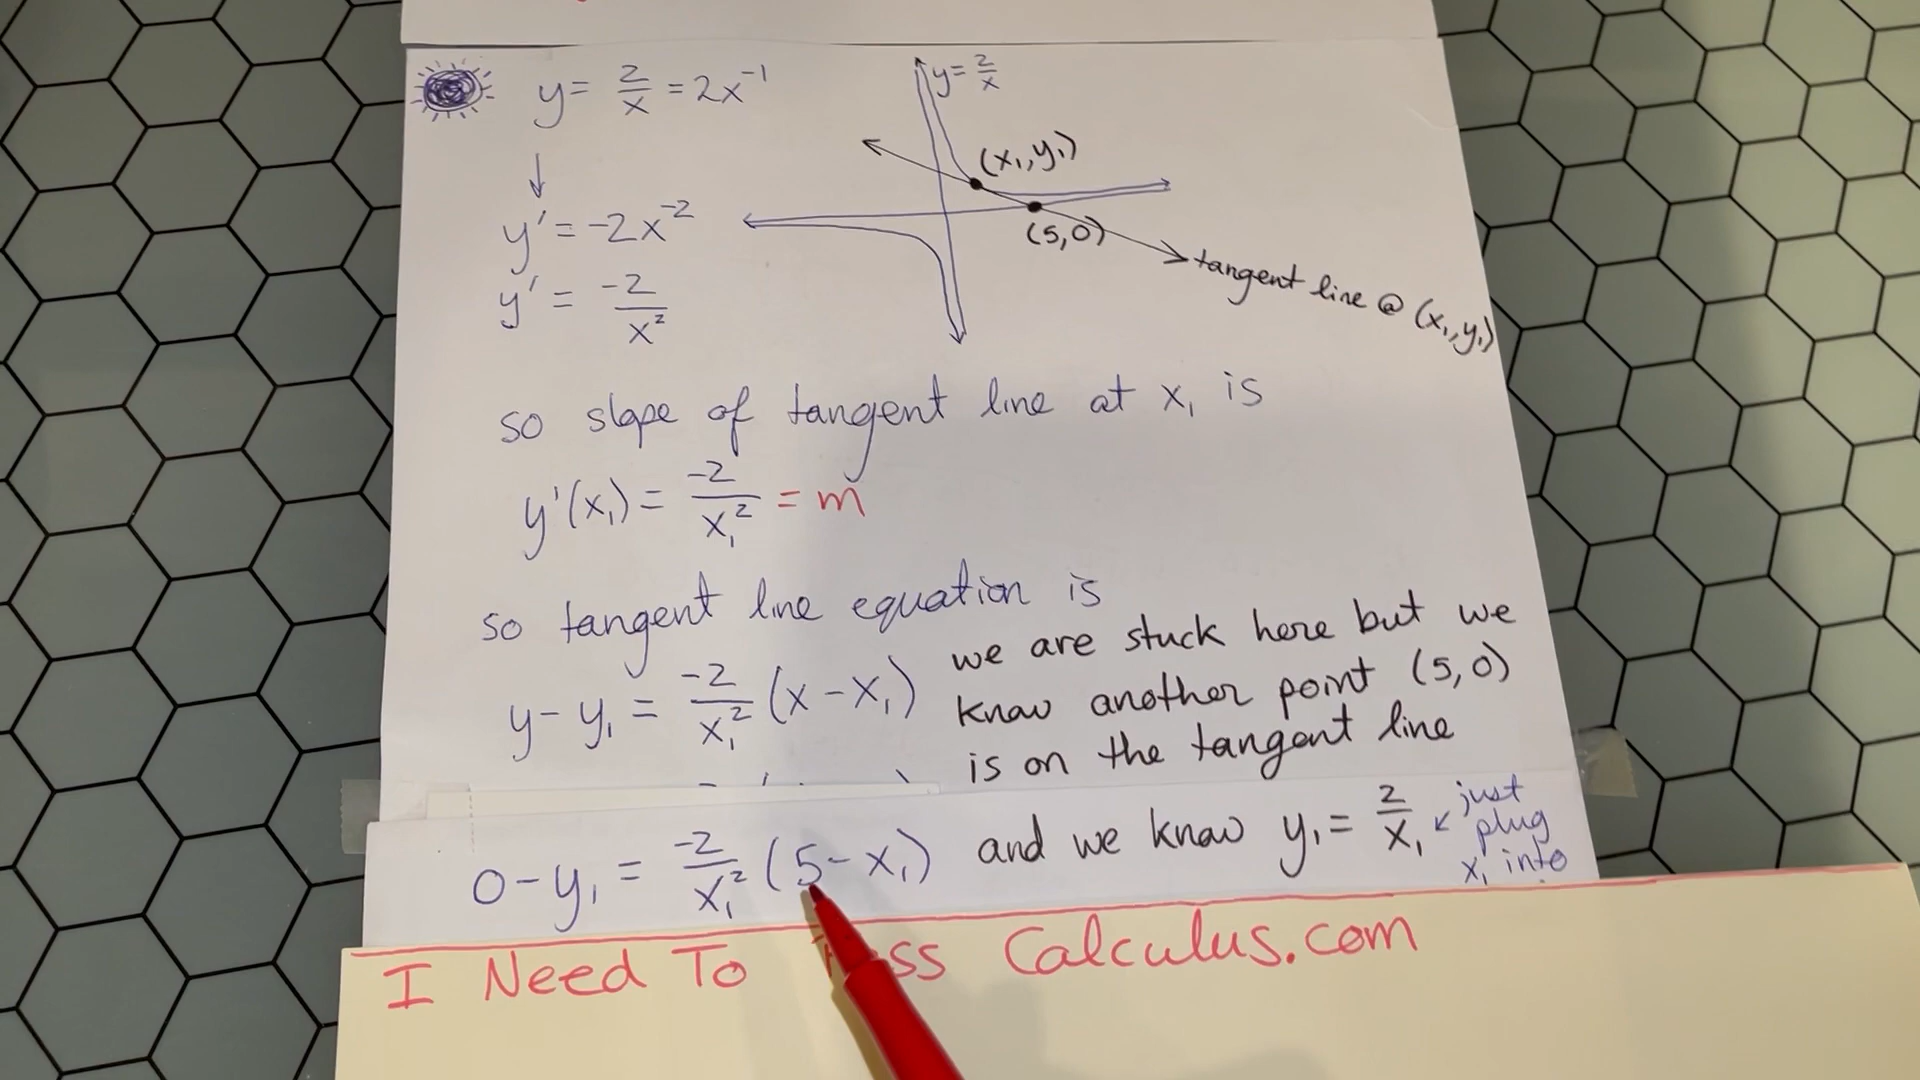 y = 2/x = 2x⁻¹
y = 2/x
(x₁, y₁)
y' = -2x⁻²
(5,0)
y' = -2/x²
tangent line @ (x₁, y₁)
so slope of tangent line at x₁ is
y'(x₁) = -2/x₁² = m
so tangent line equation is
y - y₁ = -2/x₁² (x - x₁)
we are stuck here but we
know another point (5,0)
is on the tangent line
0 - y₁ = -2/x₁² (5 - x₁)
and we know y₁ = 2/x₁
just
plug
x₁ into
I Need To Calculus.com